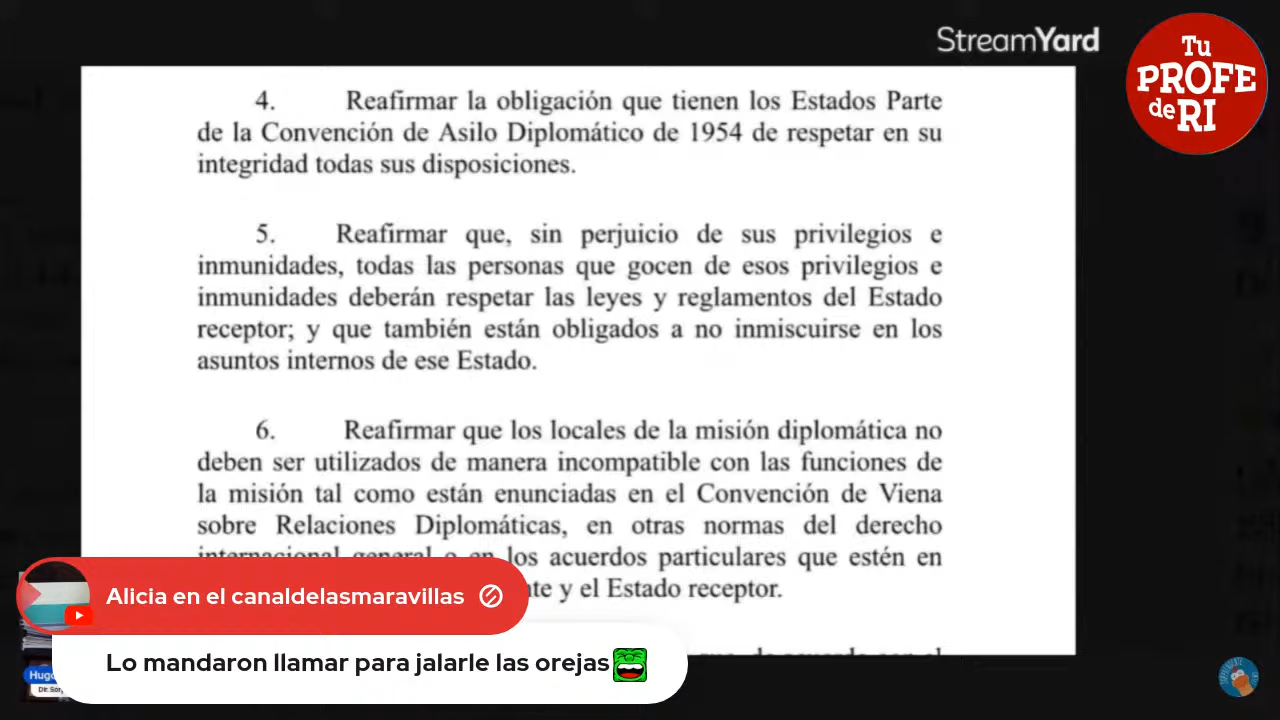 StreamYard
Tu
PROFE
de RI
4. Reafirmar la obligación que tienen los Estados Parte
de la Convención de Asilo Diplomático de 1954 de respetar en su
integridad todas sus disposiciones.
5. Reafirmar que, sin perjuicio de sus privilegios e
inmunidades, todas las personas que gocen de esos privilegios e
inmunidades deberán respetar las leyes y reglamentos del Estado
receptor; y que también están obligados a no inmiscuirse en los
asuntos internos de ese Estado.
6. Reafirmar que los locales de la misión diplomática no
deben ser utilizados de manera incompatible con las funciones de
la misión tal como están enunciadas en el Convención de Viena
sobre Relaciones Diplomáticas, en otras normas del derecho
internacional general o en los acuerdos particulares que estén en
y el Estado receptor.
Alicia en el canaldelasmaravillas
Lo mandaron llamar para jalarle las orejas